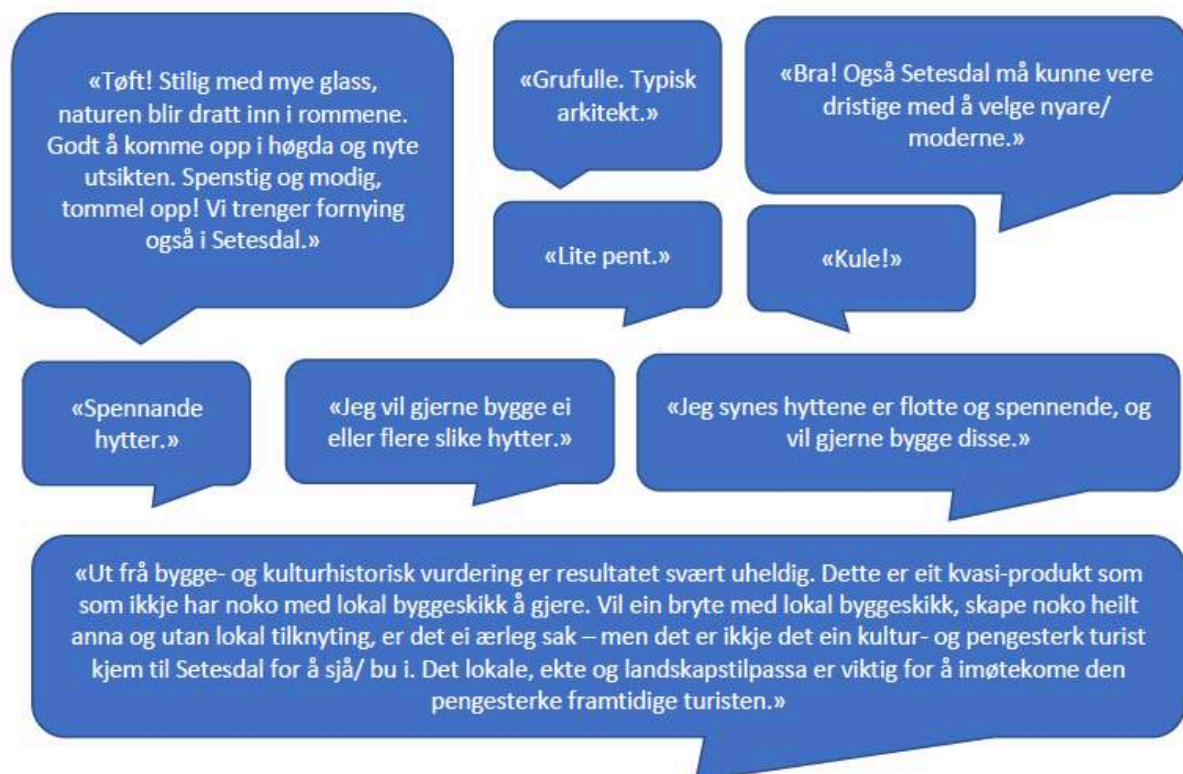 «Tøft! Stilig med mye glass,
naturen blir dratt inn i rommene.
Godt å komme opp i høgda og nyte
utsikten. Spenstig og modig,
tommel opp! Vi trenger fornying
også i Setesdal.»
«Grufulle. Typisk
arkitekt.»
«Bra! Også Setesdal må kunne vere
dristige med å velge nyare/
moderne.»
«Lite pent.»
«Kule!»
«Spennande
hytter.»
«Jeg vil gjerne bygge ei
eller flere slike hytter.»
«Jeg synes hyttene er flotte og spennende, og
vil gjerne bygge disse.»
«Ut frå bygge- og kulturhistorisk vurdering er resultatet svært uheldig. Dette er eit kvasi-produkt som
som ikkje har noko med lokal byggeskikk å gjere. Vil ein bryte med lokal byggeskikk, skape noko heilt
anna og utan lokal tilknyting, er det ei ærleg sak – men det er ikkje det ein kultur- og pengesterk turist
kjem til Setesdal for å sjå/ bu i. Det lokale, ekte og landskapstilpassa er viktig for å imøtekome den
pengesterke framtidige turisten.»